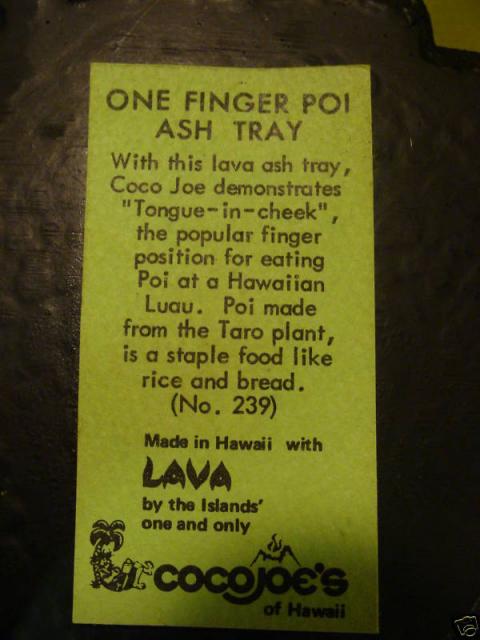 ONE FINGER POI
ASH TRAY
With this lava ash tray,
Coco Joe demonstrates
"Tongue-in-cheek",
the popular finger
position for eating
Poi at a Hawaiian
Luau. Poi made
from the Taro plant,
is a staple food like
rice and bread.
(No. 239)
Made in Hawaii with
LAVA
by the Islands'
one and only
COCO JOE'S
of Hawaii